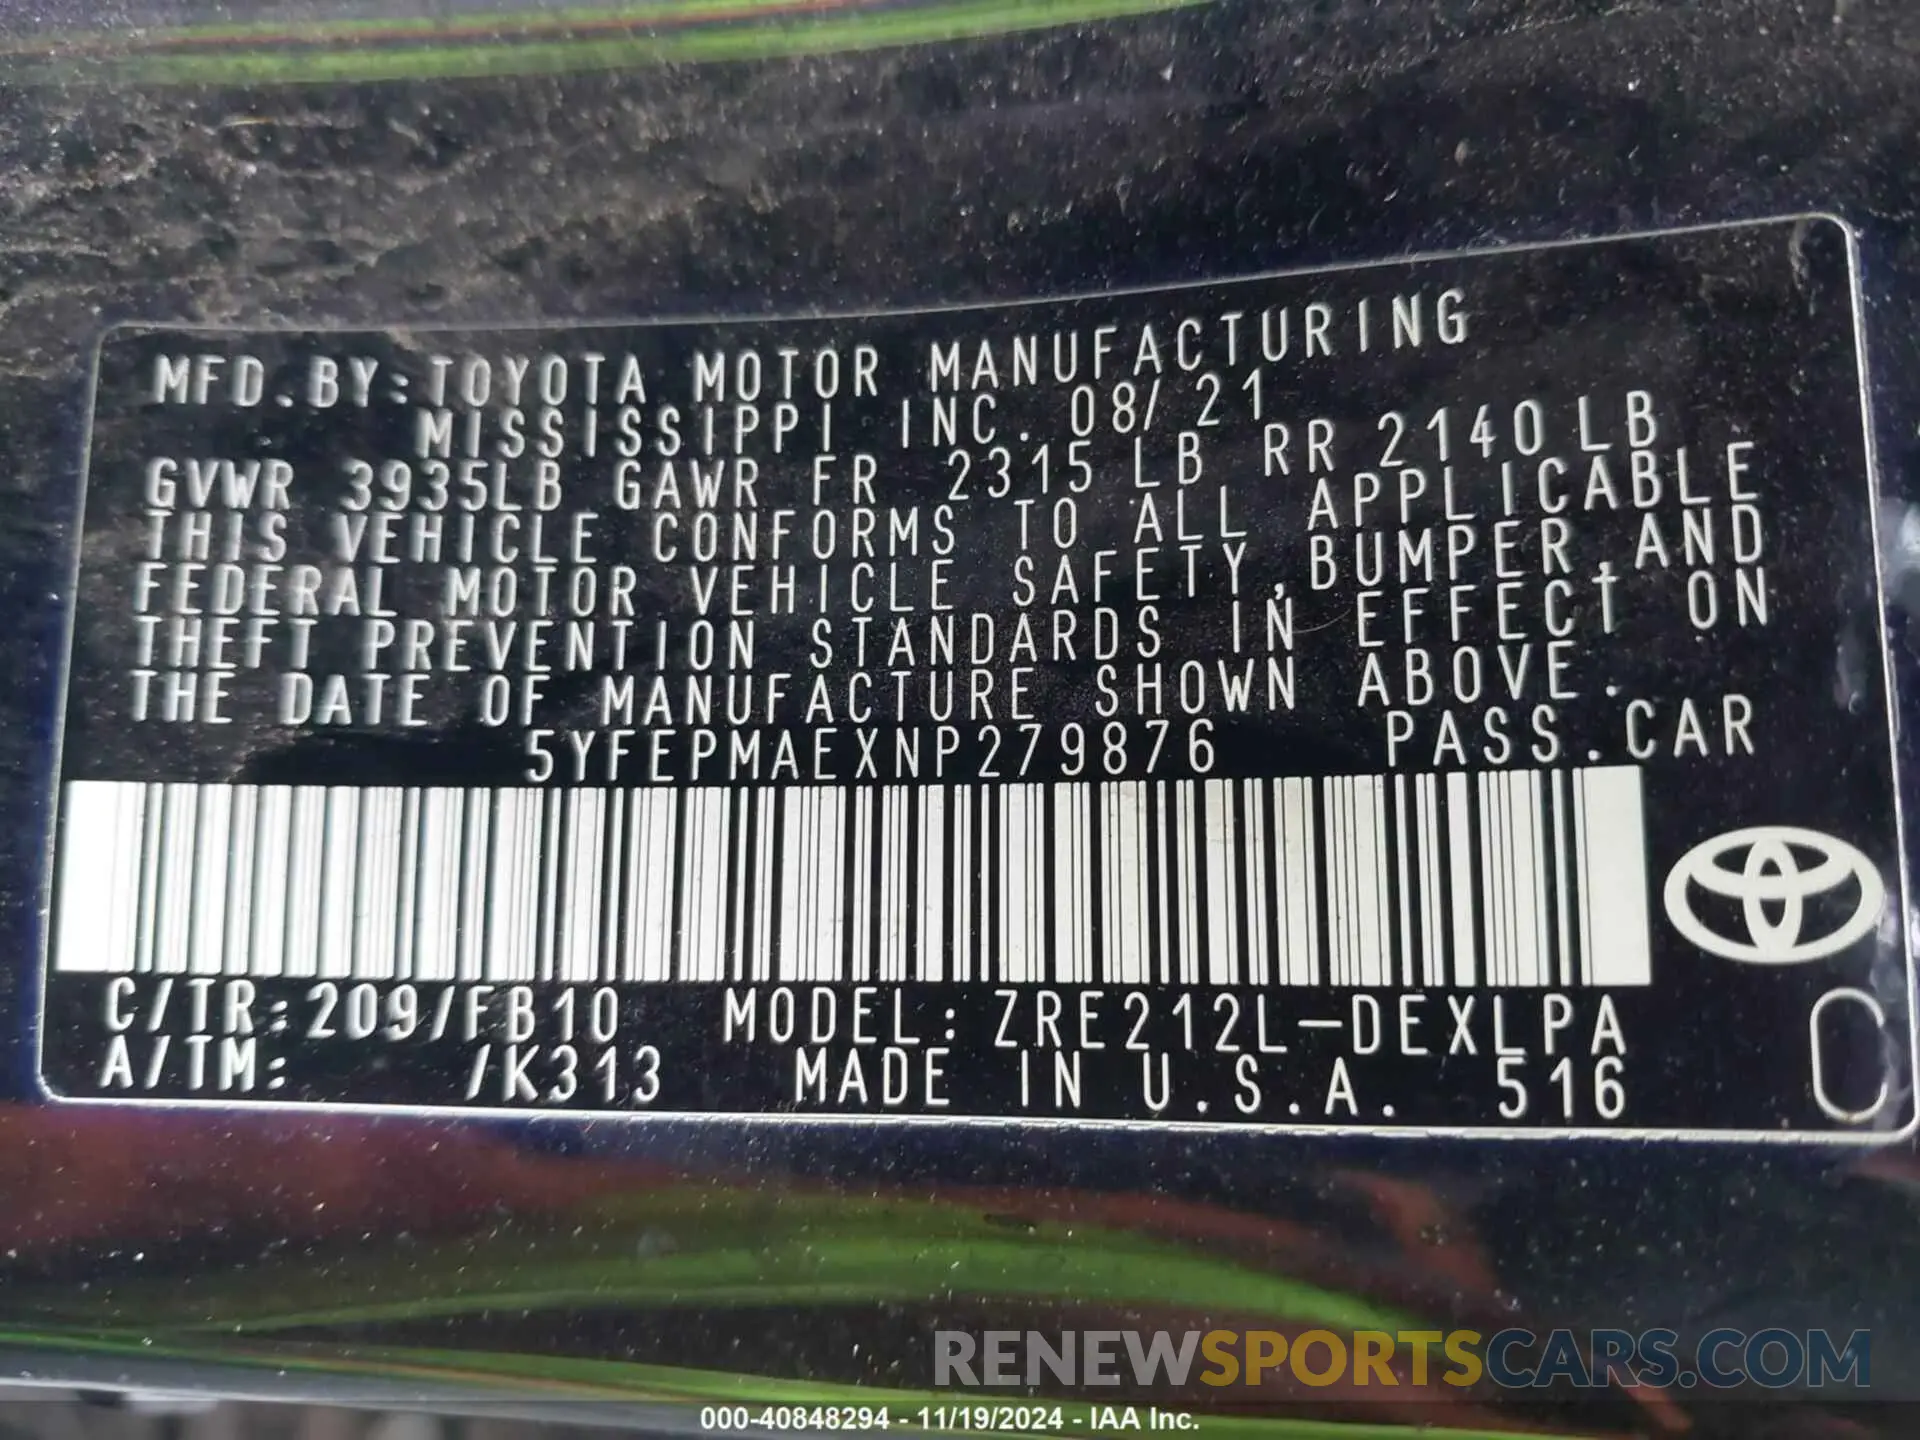 MFD.BY:TOYOTA MOTOR MANUFACTURING
MISSISSIPPI INC. 08/21
GVWR 3935LB GAWR FR 2315LB RR 2140LB
THIS VEHICLE CONFORMS TO ALL APPLICABLE
FEDERAL MOTOR VEHICLE SAFETY,BUMPER,AND
THEFT PREVENTION STANDARDS IN EFFECT ON
THE DATE OF MANUFACTURE SHOWN ABOVE.
5YFEPMAEXNP279876 PASS.CAR
C/TR:209/FB10 MODEL:ZRE212L-DEXLPA
A/TM: /K313 MADE IN U.S.A. 516
C
RENEWSPORTSCARS.COM
000-40848294 - 11/19/2024 - IAA Inc.